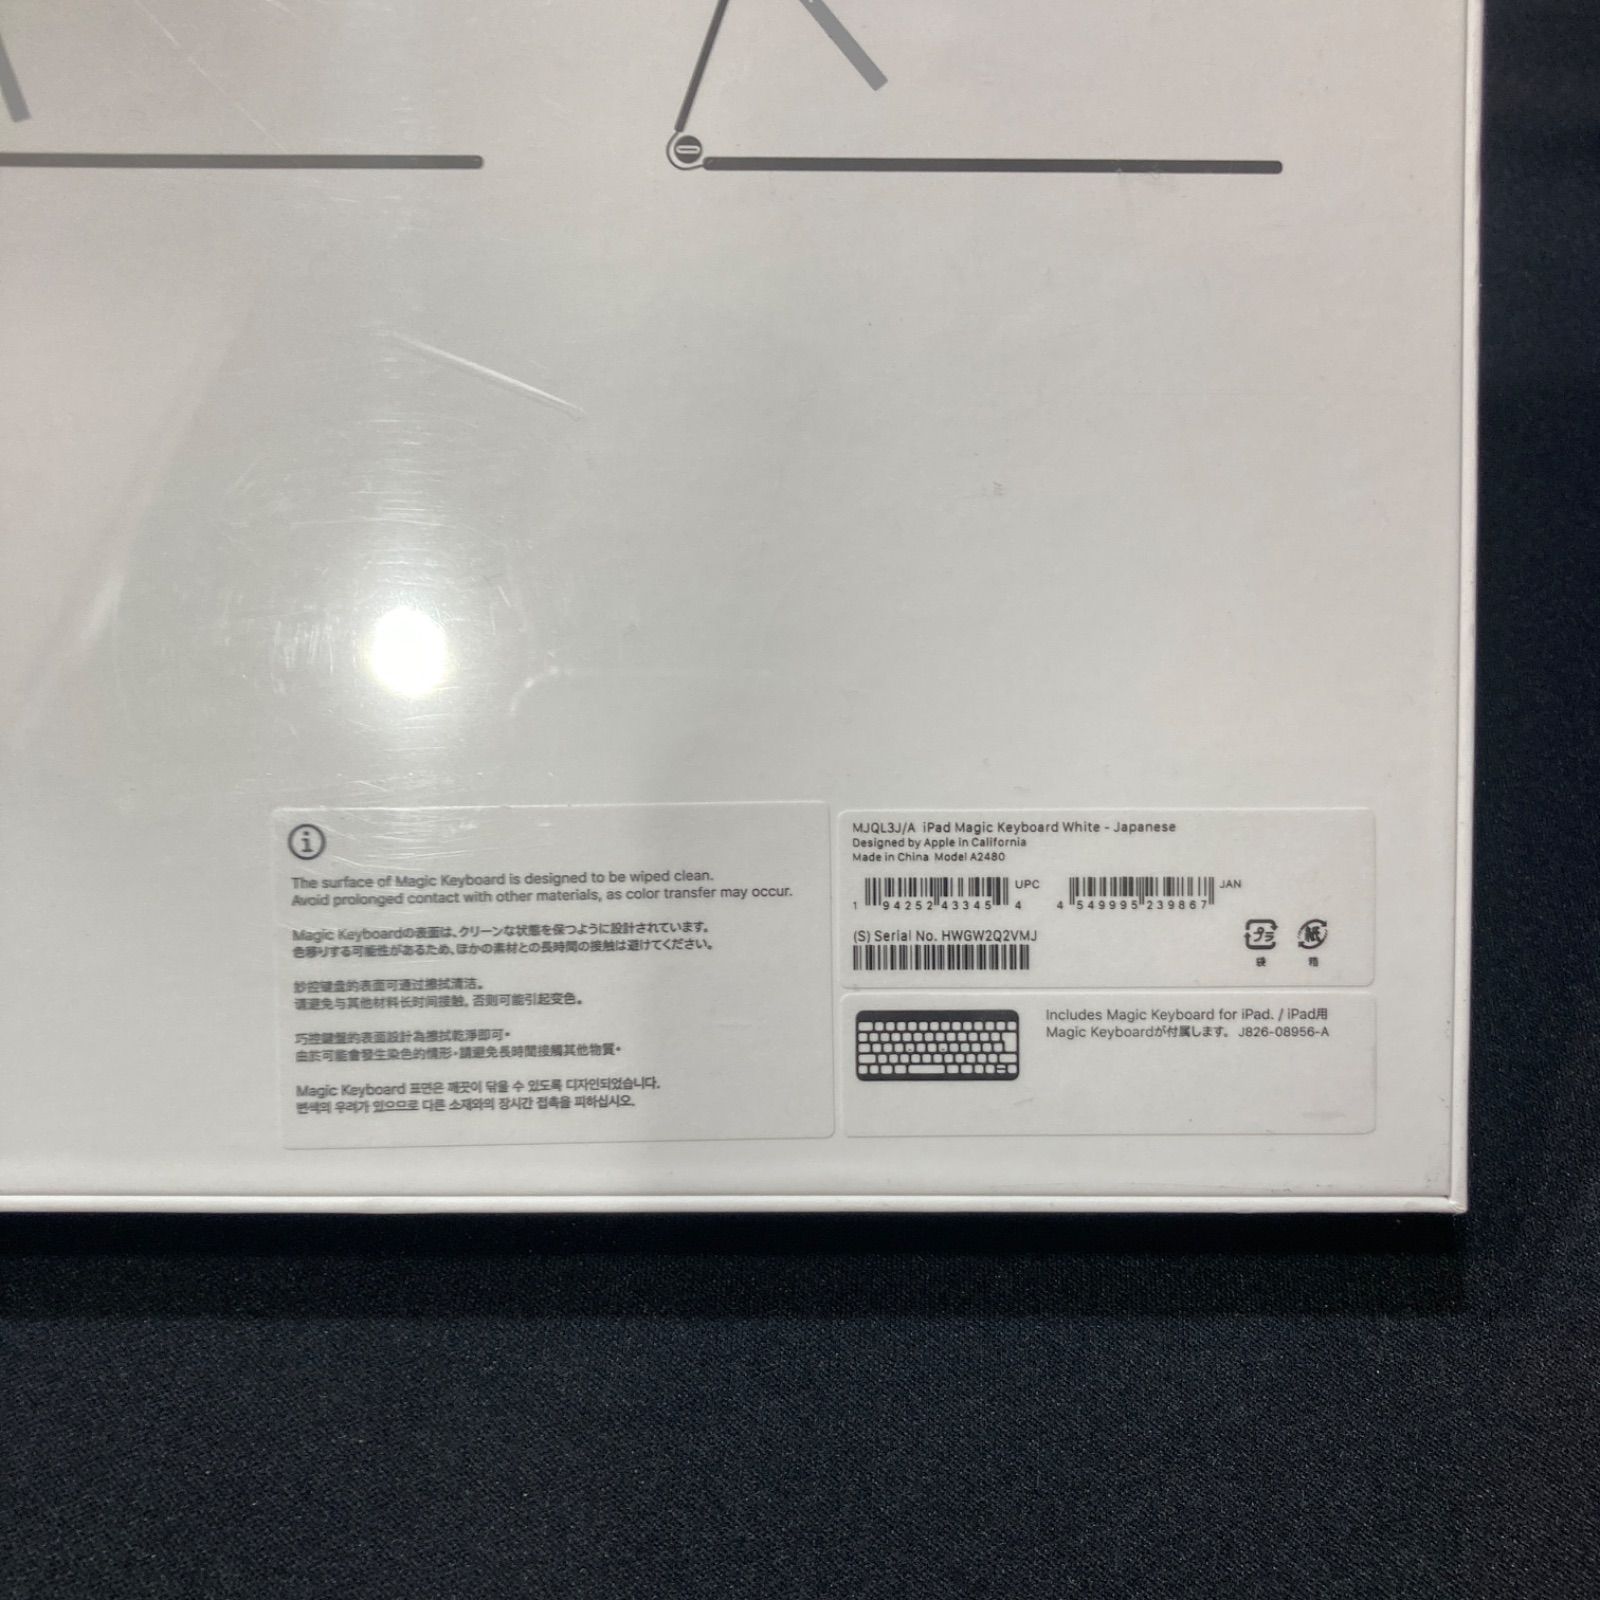 The surface of Magic Keyboard is designed to be wiped clean.
Avoid prolonged contact with other materials, as color transfer may occur.
Magic Keyboardの表面は、クリーンな状態を保つように設計されています。
色移りする可能性があるため、ほかの素材との長時間の接触は避けてください。
妙控键盘的表面可通过擦拭清洁。
请避免与其他材料长时间接触，否则可能引起变色。
巧控鍵盤的表面設計為擦拭乾淨即可。
由於可能會發生染色的情形，請避免長時間接觸其他物質。
Magic Keyboard 표면은 깨끗이 닦을 수 있도록 디자인되었습니다.
변색의 우려가 있으므로 다른 소재와의 장시간 접촉을 피하십시오.
MJQL3J/A iPad Magic Keyboard White - Japanese
Designed by Apple in California
Made in China Model A2480
UPC
1 94252 43345 4
JAN
4 549995 239867
(S) Serial No. HWGW2Q2VMJ
プラ
袋
紙
箱
Includes Magic Keyboard for iPad. / iPad用
Magic Keyboardが付属します。 J826-08956-A